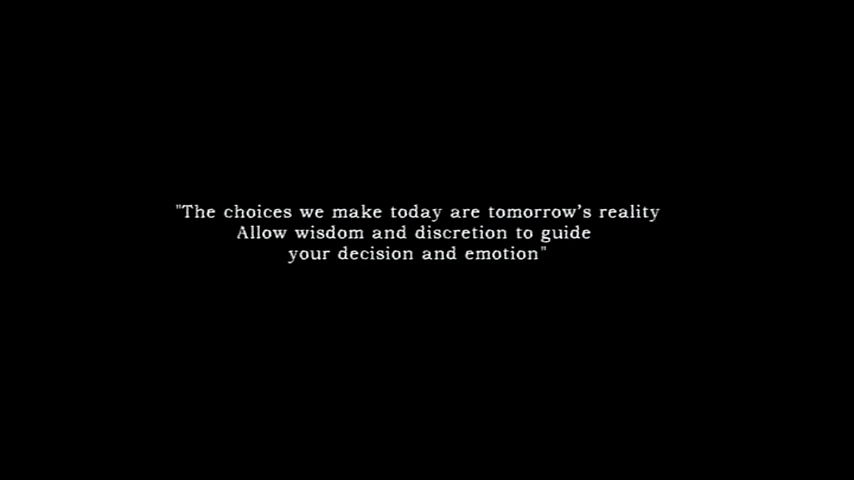 "The choices we make today are tomorrow's reality
Allow wisdom and discretion to guide
your decision and emotion"